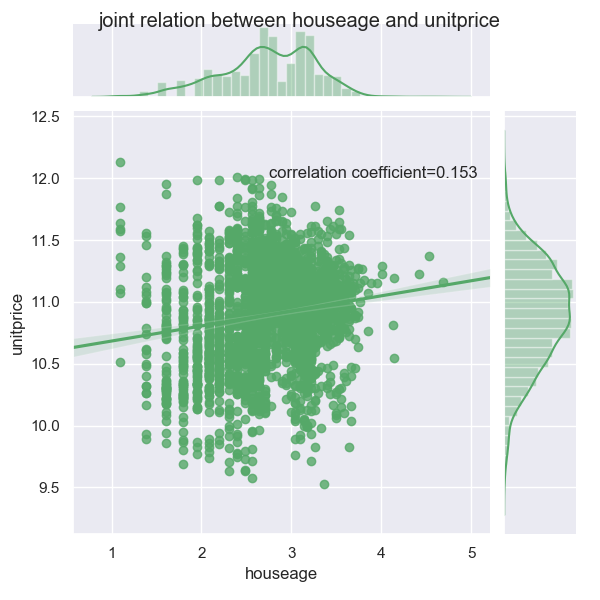 joint relation between houseage and unitprice
12.5
correlation coefficient=0.153
12.0
11.5
11.0
10.5
10.0
9.5
unitprice
1 2 3 4 5
houseage